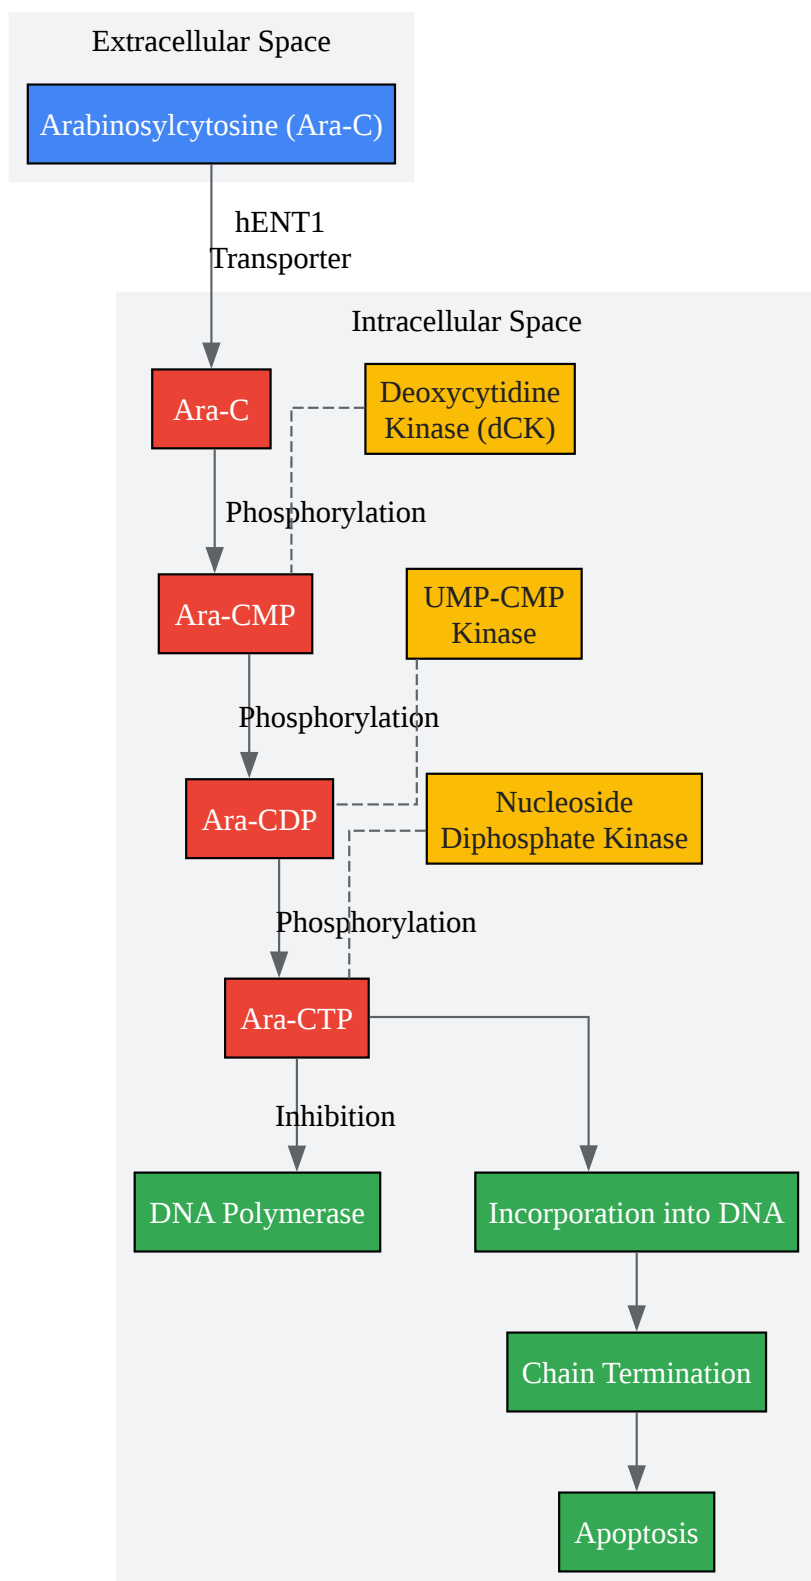 Extracellular Space
Arabinosylcytosine (Ara-C)
hENT1
Transporter
Intracellular Space
Ara-C
Deoxycytidine
Kinase (dCK)
Phosphorylation
Ara-CMP
UMP-CMP
Kinase
Phosphorylation
Ara-CDP
Nucleoside
Diphosphate Kinase
Phosphorylation
Ara-CTP
Inhibition
DNA Polymerase
Incorporation into DNA
Chain Termination
Apoptosis